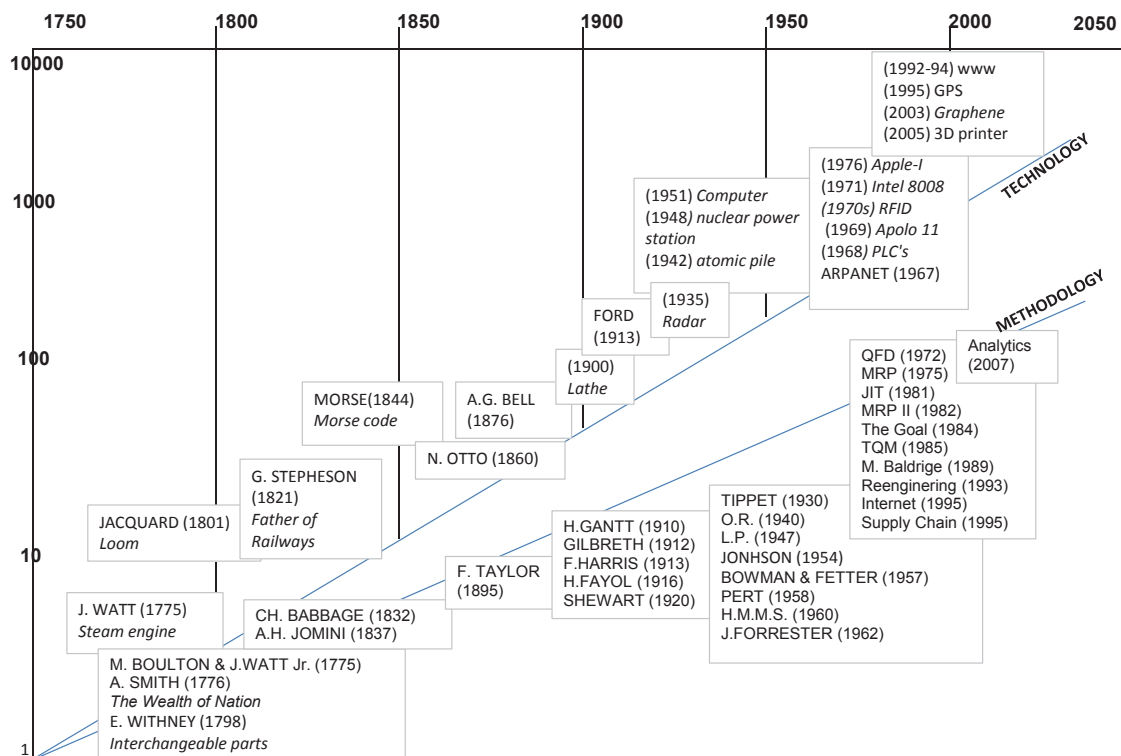 1750 1800 1850 1900 1950 2000 2050
10000
1000
100
10
1
(1992-94) www
(1995) GPS
(2003) Graphene
(2005) 3D printer
TECHNOLOGY
(1976) Apple-I
(1971) Intel 8008
(1970s) RFID
(1969) Apolo 11
(1968) PLC's
ARPANET (1967)
(1951) Computer
(1948) nuclear power
station
(1942) atomic pile
(1935)
Radar
FORD
(1913)
(1900)
Lathe
A.G. BELL
(1876)
MORSE(1844)
Morse code
N. OTTO (1860)
G. STEPHESON
(1821)
Father of
Railways
JACQUARD (1801)
Loom
J. WATT (1775)
Steam engine
METHODOLOGY
Analytics
(2007)
QFD (1972)
MRP (1975)
JIT (1981)
MRP II (1982)
The Goal (1984)
TQM (1985)
M. Baldrige (1989)
Reenginering (1993)
Internet (1995)
Supply Chain (1995)
TIPPET (1930)
O.R. (1940)
L.P. (1947)
JONHSON (1954)
BOWMAN & FETTER (1957)
PERT (1958)
H.M.M.S. (1960)
J.FORRESTER (1962)
H.GANTT (1910)
GILBRETH (1912)
F.HARRIS (1913)
H.FAYOL (1916)
SHEWART (1920)
F. TAYLOR
(1895)
CH. BABBAGE (1832)
A.H. JOMINI (1837)
M. BOULTON & J.WATT Jr. (1775)
A. SMITH (1776)
The Wealth of Nation
E. WITHNEY (1798)
Interchangeable parts